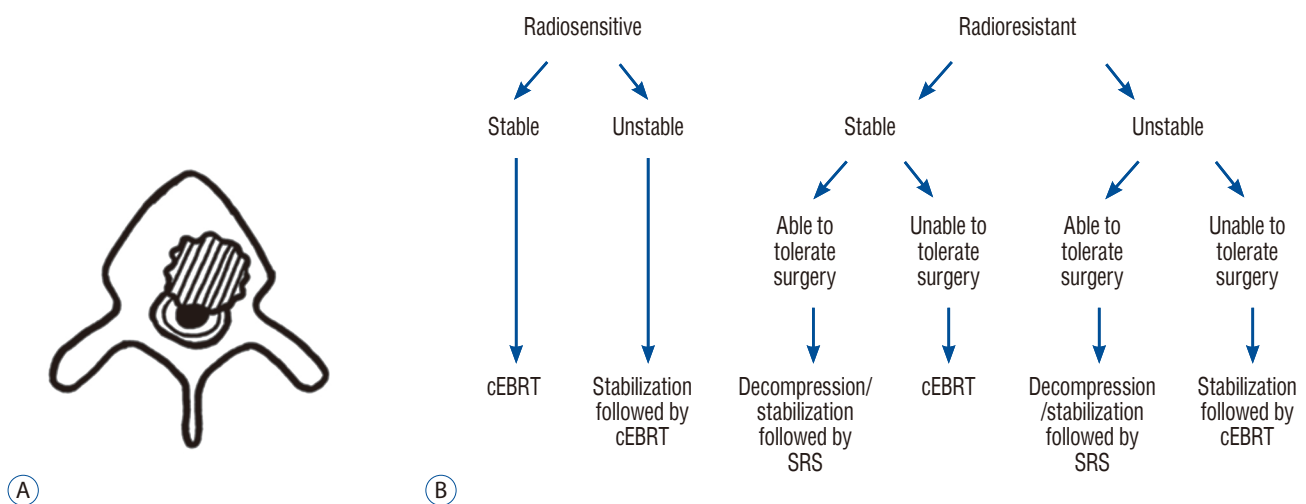 Radiosensitive
Radioresistant
Stable
Unstable
Stable
Unstable
Able to
tolerate
surgery
Unable to
tolerate
surgery
Able to
tolerate
surgery
Unable to
tolerate
surgery
cEBRT
Stabilization
followed by
cEBRT
Decompression/
stabilization
followed by
SRS
cEBRT
Decompression
/stabilization
followed by
SRS
Stabilization
followed by
cEBRT
A
B